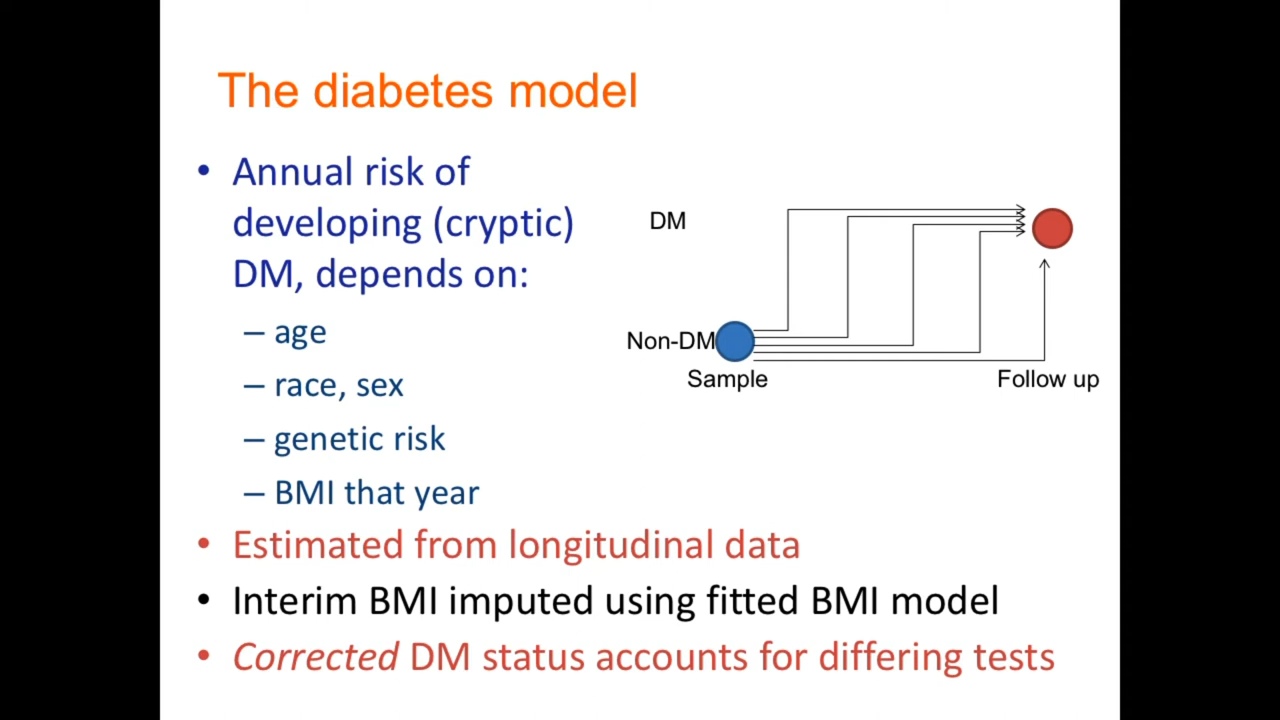 The diabetes model
• Annual risk of
developing (cryptic)
DM, depends on:
– age
– race, sex
– genetic risk
– BMI that year
• Estimated from longitudinal data
• Interim BMI imputed using fitted BMI model
• Corrected DM status accounts for differing tests
DM
Non-DM
Sample
Follow up